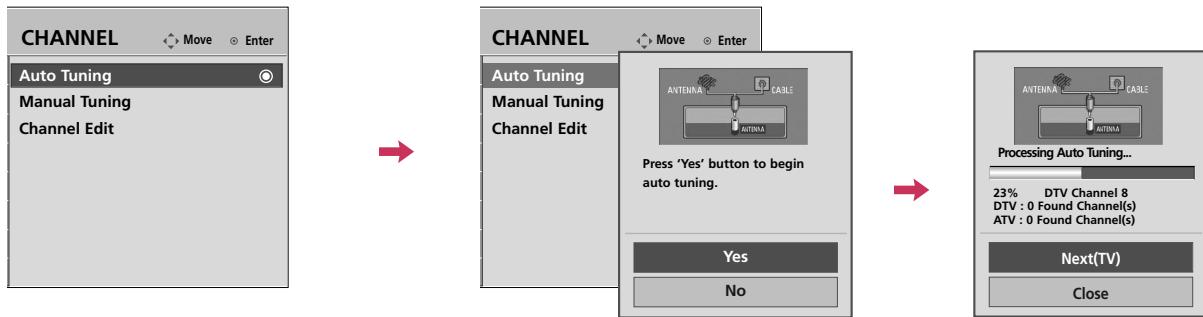 CHANNEL
Move
Enter
Auto Tuning
Manual Tuning
Channel Edit
CHANNEL
Move
Enter
Auto Tuning
Manual Tuning
Channel Edit
ANTENNA
CABLE
ANTENNA
Press ‘Yes’ button to begin
auto tuning.
Yes
No
ANTENNA
CABLE
ANTENNA
Processing Auto Tuning...
23% DTV Channel 8
DTV : 0 Found Channel(s)
ATV : 0 Found Channel(s)
Next(TV)
Close